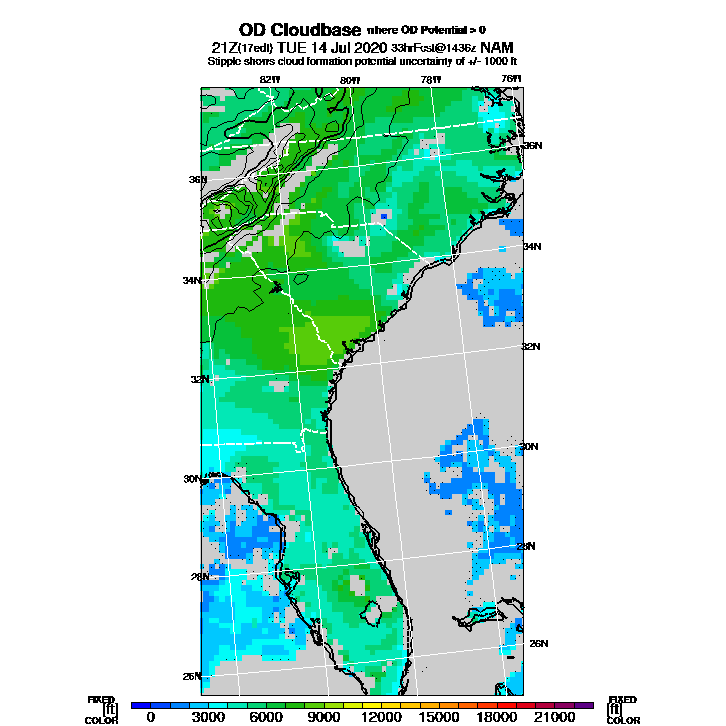 OD Cloudbase where OD Potential > 0
21Z(17edt) TUE 14 Jul 2020 33hrFcst@1436z NAM
Stipple shows cloud formation potential uncertainty of +/- 1000 ft
82W 80W 78W 76W
36N
36N
34N
34N
32N
32N
30N
30N
28N
28N
26N
26N
FIXED [ft] COLOR
0 3000 6000 9000 12000 15000 18000 21000
FIXED [ft] COLOR